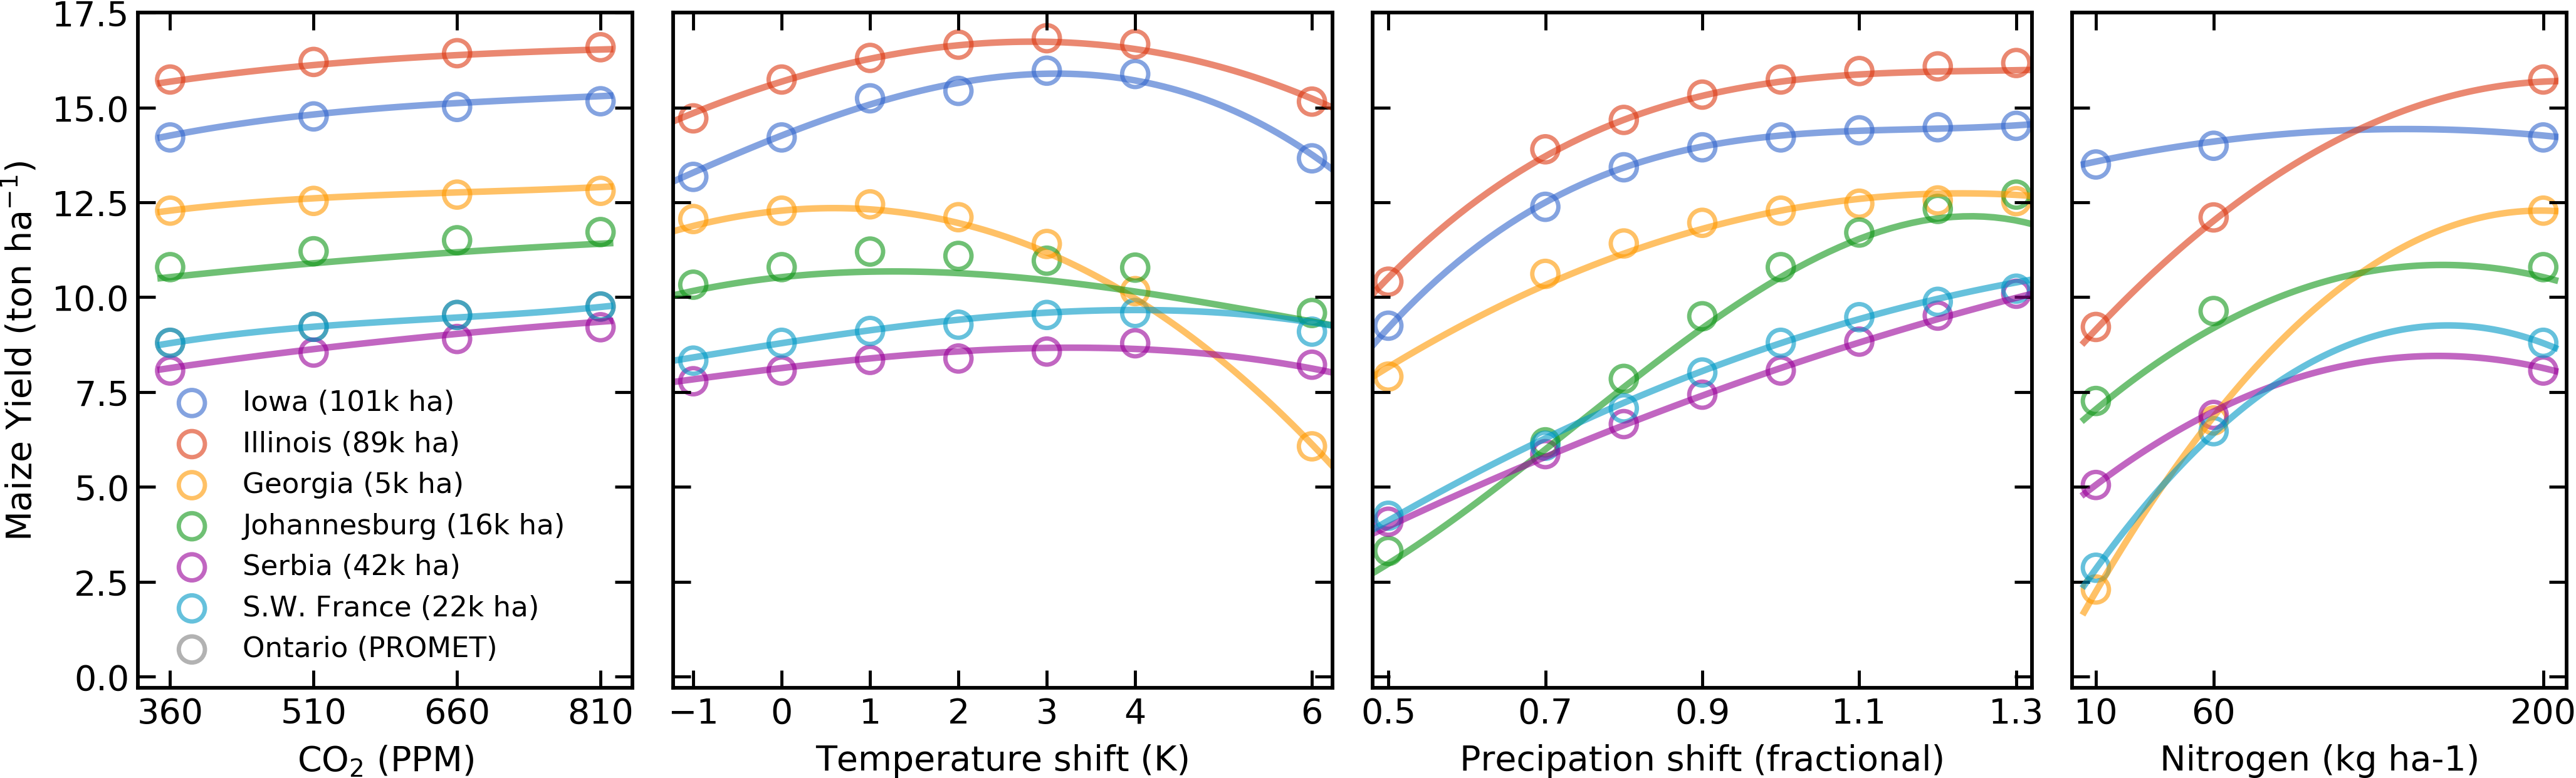 Maize Yield (ton ha⁻¹)
17.5
15.0
12.5
10.0
7.5
5.0
2.5
0.0
Iowa (101k ha)
Illinois (89k ha)
Georgia (5k ha)
Johannesburg (16k ha)
Serbia (42k ha)
S.W. France (22k ha)
Ontario (PROMET)
360 510 660 810
CO₂ (PPM)
−1 0 1 2 3 4 6
Temperature shift (K)
0.5 0.7 0.9 1.1 1.3
Precipation shift (fractional)
10 60 200
Nitrogen (kg ha-1)